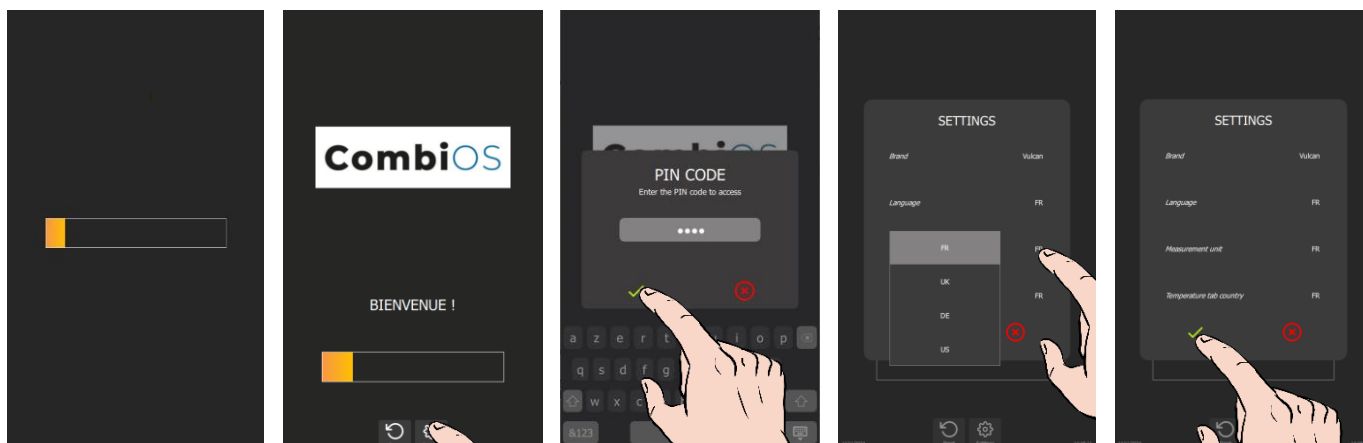 CombiOS
BIENVENUE !
PIN CODE
Enter the PIN code to access
••••
a z e r t u i o p
q s d f g
w x c
&123
SETTINGS
Brand Vulcan
Language FR
FR
FR
UK
FR
DE
US
SETTINGS
Brand Vulcan
Language FR
Measurement unit FR
Temperature tab country FR